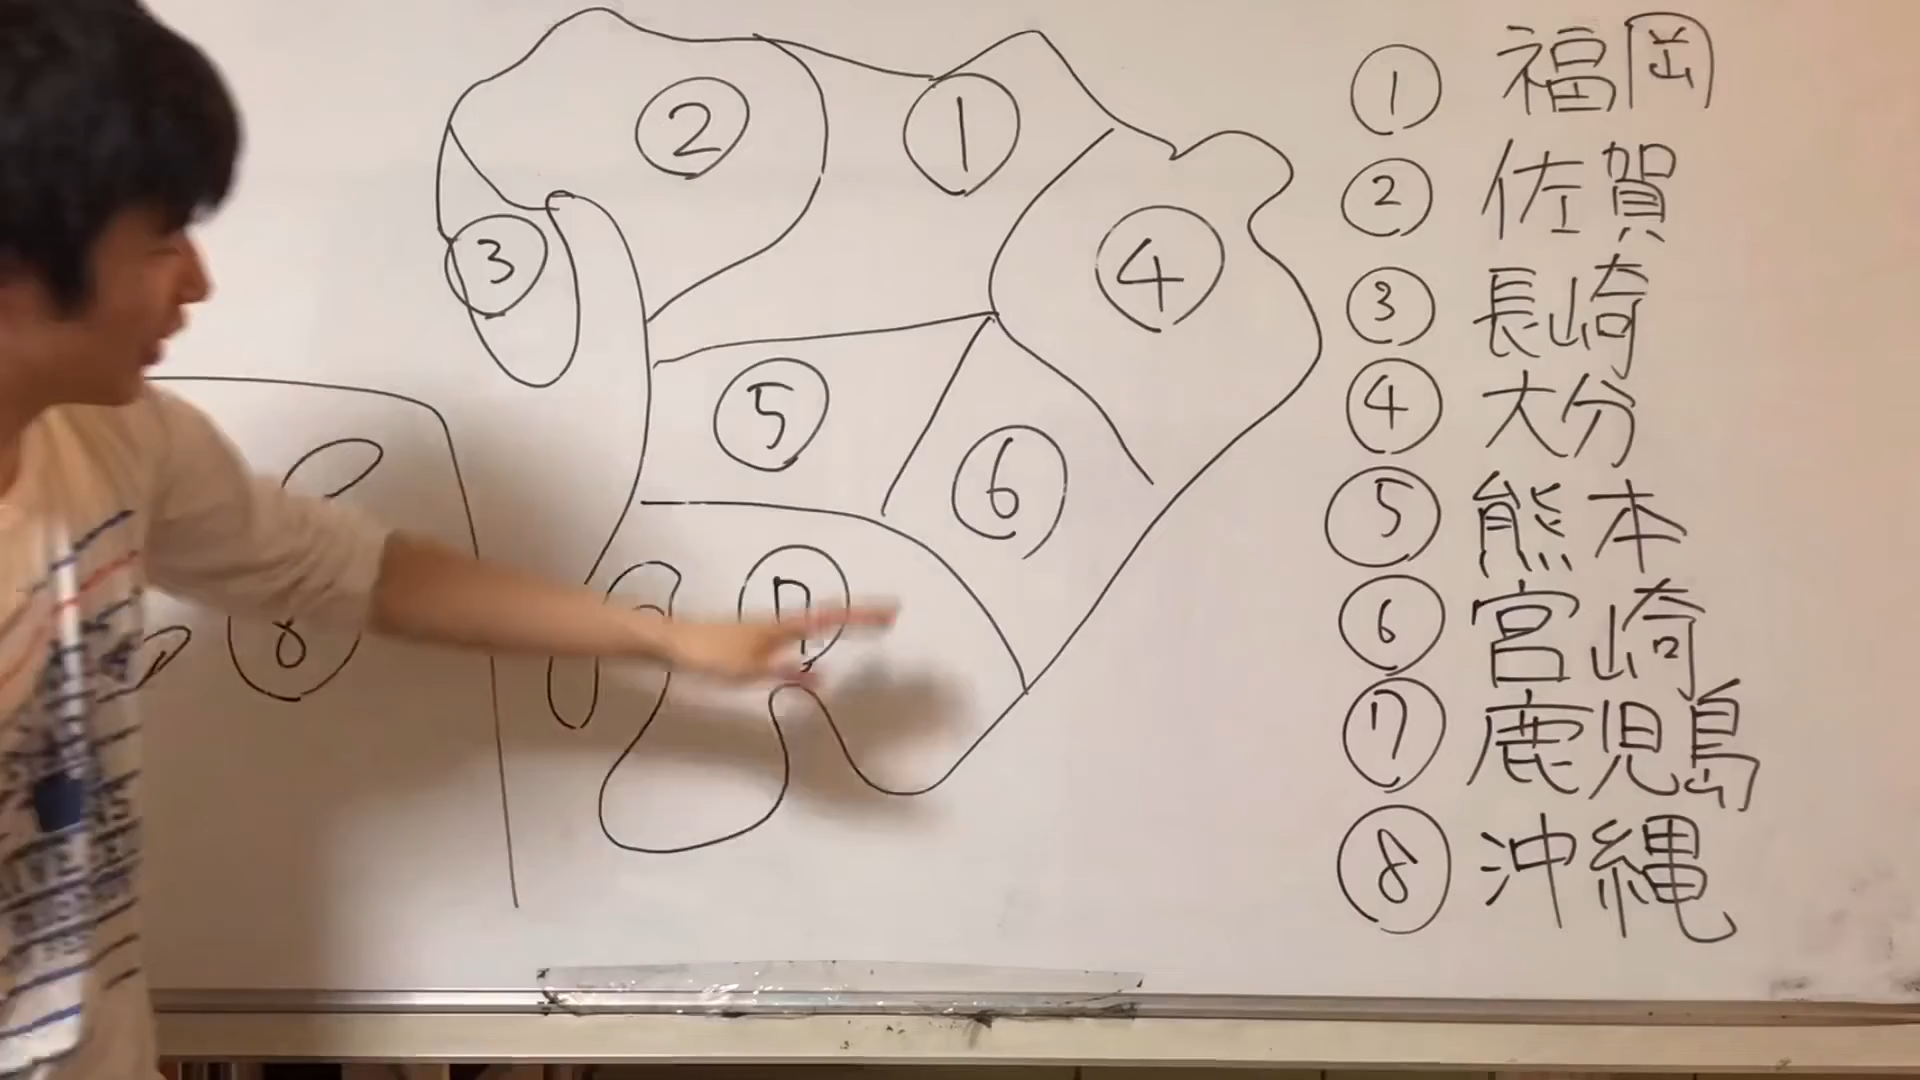 ② ① ③ ④ ⑤ ⑥ ⑦ ⑧
① 福岡
② 佐賀
③ 長崎
④ 大分
⑤ 熊本
⑥ 宮崎
⑦ 鹿児島
⑧ 沖縄